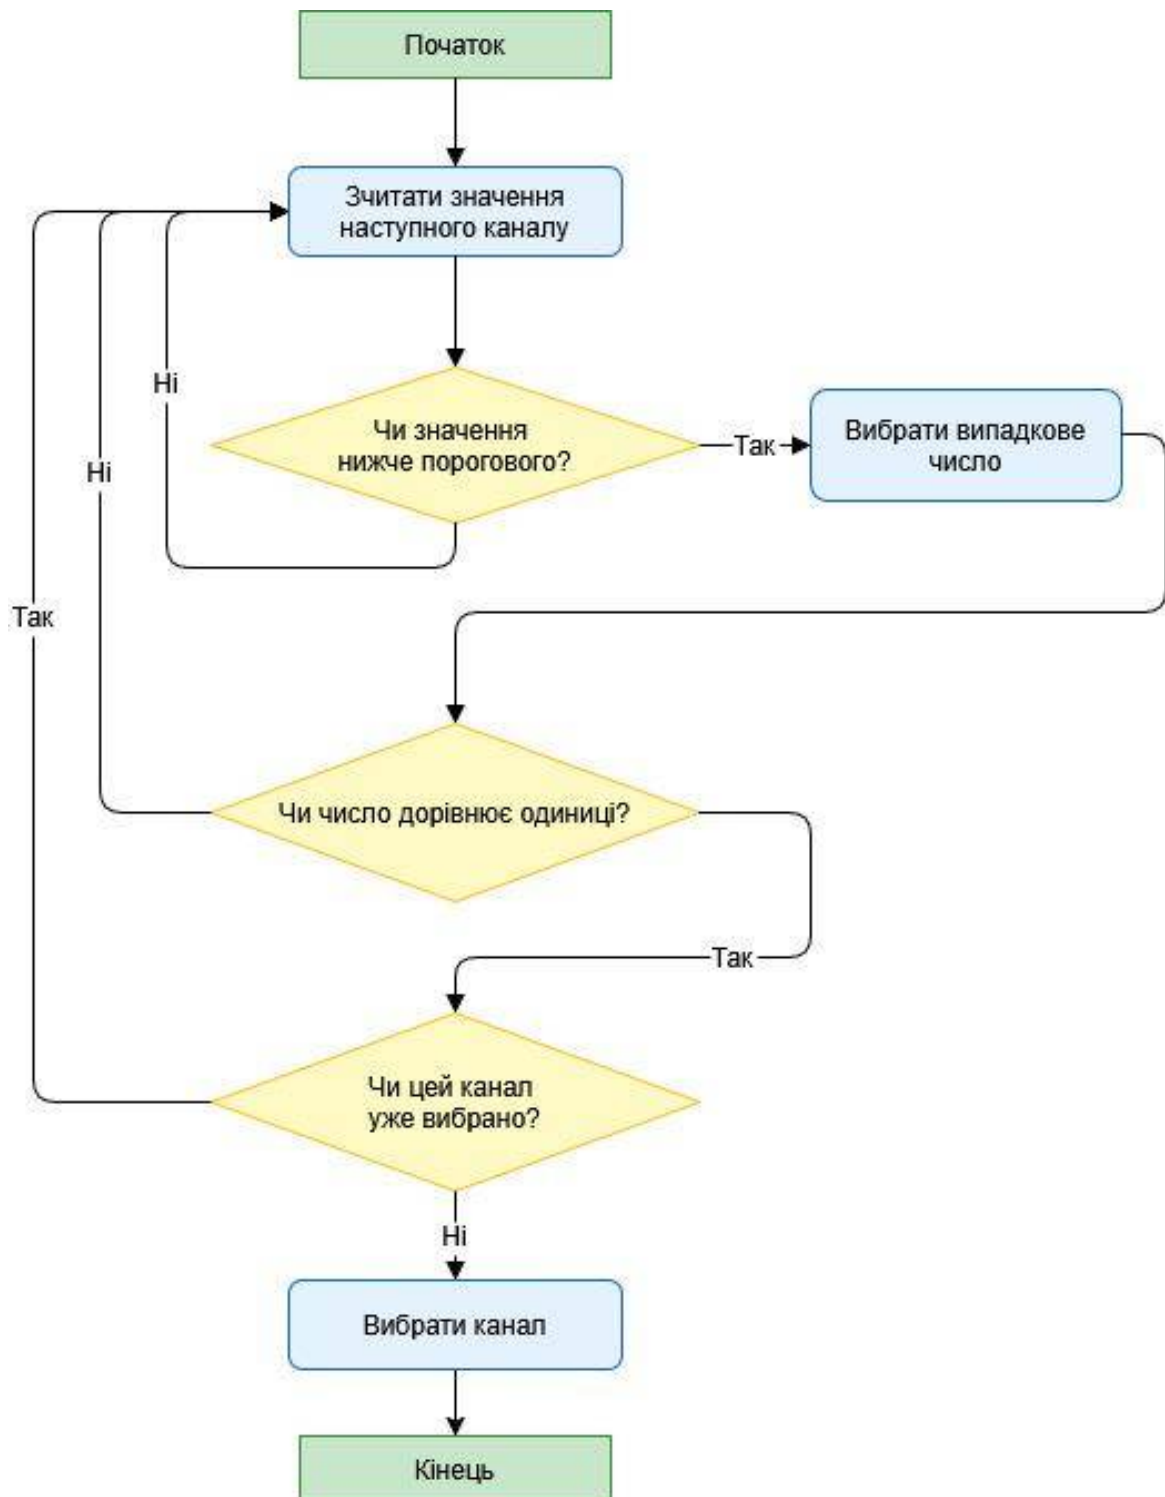 Початок
Зчитати значення
наступного каналу
Ні
Чи значення
нижче порогового?
Так
Вибрати випадкове
число
Ні
Так
Чи число дорівнює одиниці?
Так
Чи цей канал
уже вибрано?
Ні
Вибрати канал
Кінець